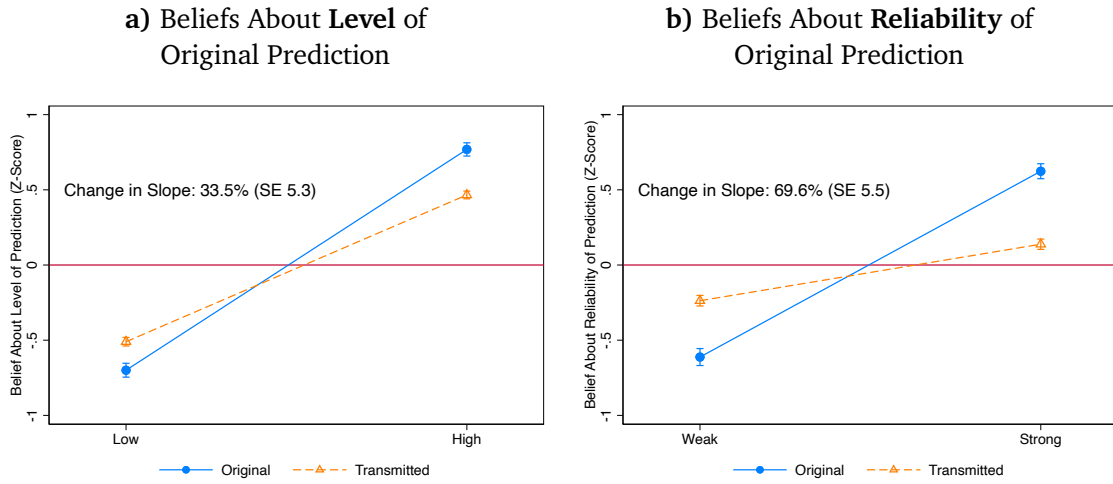 a) Beliefs About Level of
Original Prediction
Belief About Level of Prediction (Z-Score)
1
.5
0
-.5
-1
Change in Slope: 33.5% (SE 5.3)
Low
High
Original
Transmitted
b) Beliefs About Reliability of
Original Prediction
Belief About Reliability of Prediction (Z-Score)
1
.5
0
-.5
-1
Change in Slope: 69.6% (SE 5.5)
Weak
Strong
Original
Transmitted